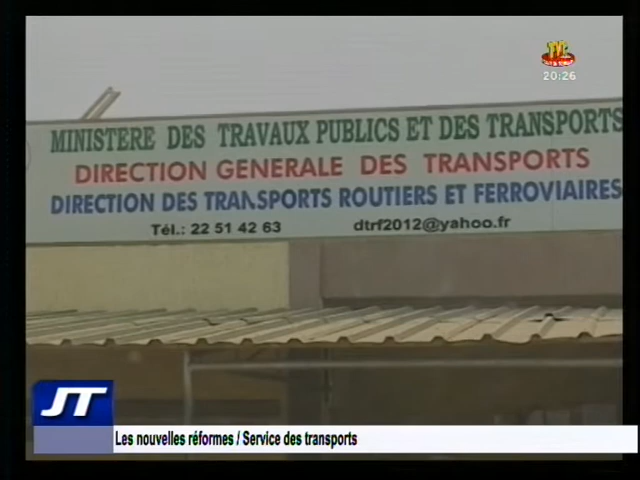 20:26
MINISTERE DES TRAVAUX PUBLICS ET DES TRANSPORTS
DIRECTION GENERALE DES TRANSPORTS
DIRECTION DES TRANSPORTS ROUTIERS ET FERROVIAIRES
Tél.: 22 51 42 63 dtrf2012@yahoo.fr
JT
Les nouvelles réformes / Service des transports